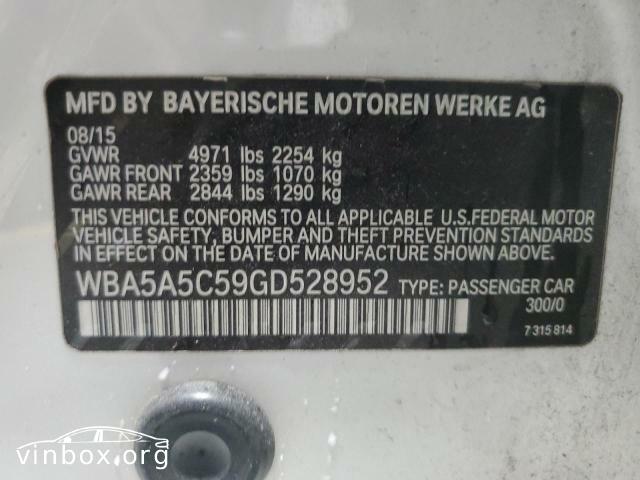 MFD BY BAYERISCHE MOTOREN WERKE AG
08/15
GVWR 4971 lbs 2254 kg
GAWR FRONT 2359 lbs 1070 kg
GAWR REAR 2844 lbs 1290 kg
THIS VEHICLE CONFORMS TO ALL APPLICABLE U.S.FEDERAL MOTOR
VEHICLE SAFETY, BUMPER AND THEFT PREVENTION STANDARDS
IN EFFECT ON THE DATE OF MANUFACTURE SHOWN ABOVE.
WBA5A5C59GD528952 TYPE: PASSENGER CAR
300/0
7315814
vinbox.org